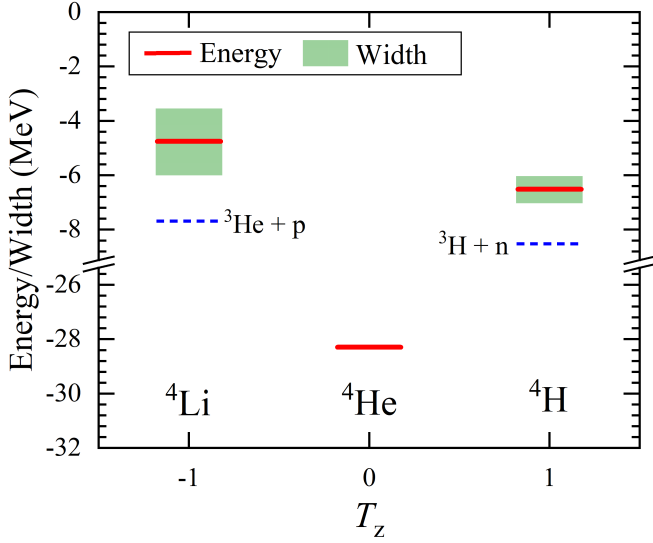 0
-2
-4
-6
-8
-26
-28
-30
-32
Energy/Width (MeV)
Energy Width
³He + p
³H + n
⁴Li ⁴He ⁴H
-1 0 1
T_z